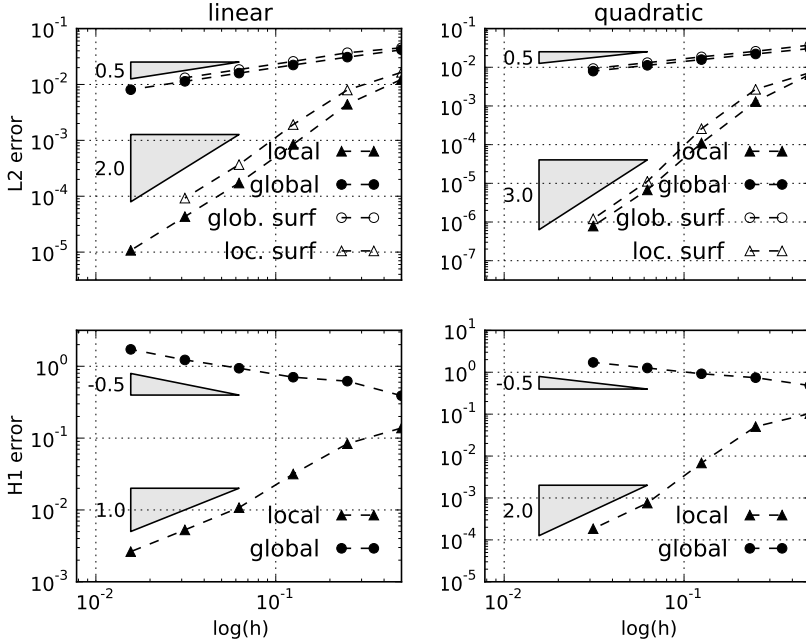 linear
quadratic
L2 error
10^-1
10^-2
10^-3
10^-4
10^-5
0.5
2.0
local
global
glob. surf
loc. surf
10^-1
10^-2
10^-3
10^-4
10^-5
10^-6
10^-7
0.5
3.0
local
global
glob. surf
loc. surf
H1 error
10^0
10^-1
10^-2
10^-3
-0.5
1.0
local
global
10^-2
10^-1
log(h)
10^1
10^0
10^-1
10^-2
10^-3
10^-4
10^-5
-0.5
2.0
local
global
10^-2
10^-1
log(h)